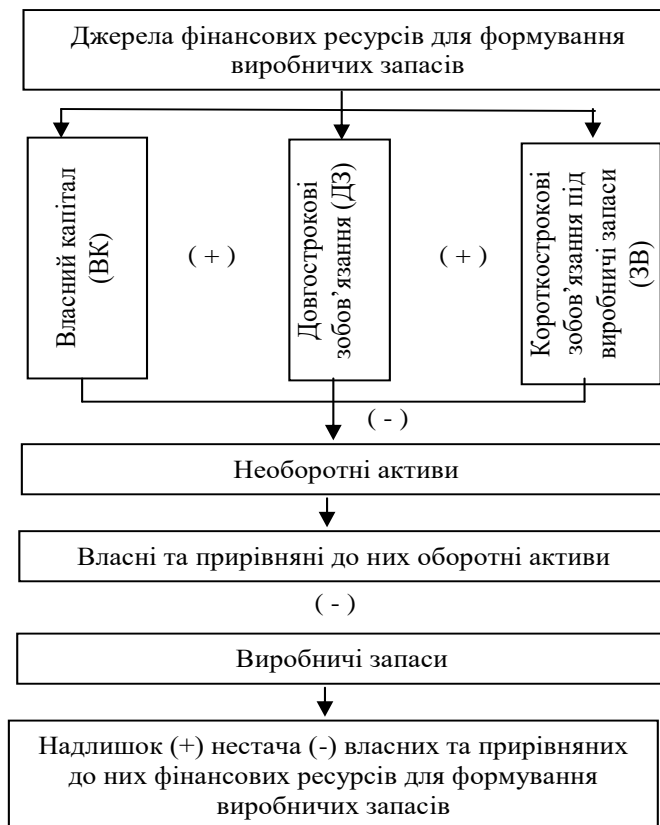 Джерела фінансових ресурсів для формування
виробничих запасів
Власний капітал
(ВК)
( + )
Довгострокові
зобов’язання (ДЗ)
( + )
Короткострокові
зобов’язання під
виробничі запаси
(ЗВ)
( - )
Необоротні активи
Власні та прирівняні до них оборотні активи
( - )
Виробничі запаси
Надлишок (+) нестача (-) власних та прирівняних
до них фінансових ресурсів для формування
виробничих запасів